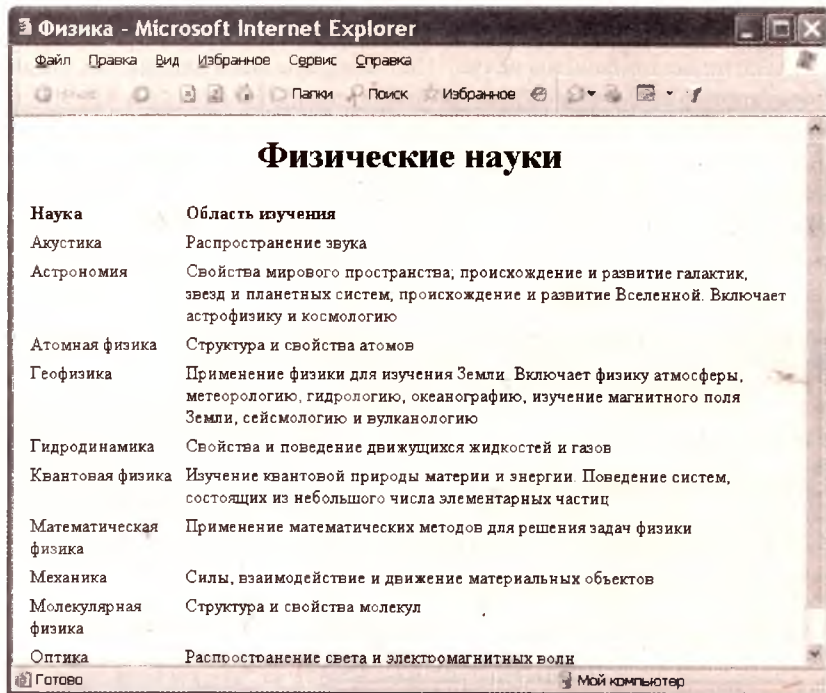 Физика - Microsoft Internet Explorer
Файл Правка Вид Избранное Сервис Справка
Папки Поиск Избранное
Физические науки
Наука Область изучения
Акустика Распространение звука
Астрономия Свойства мирового пространства; происхождение и развитие галактик,
звезд и планетных систем, происхождение и развитие Вселенной. Включает
астрофизику и космологию
Атомная физика Структура и свойства атомов
Геофизика Применение физики для изучения Земли. Включает физику атмосферы,
метеорологию, гидрологию, океанографию, изучение магнитного поля
Земли, сейсмологию и вулканологию
Гидродинамика Свойства и поведение движущихся жидкостей и газов
Квантовая физика Изучение квантовой природы материи и энергии. Поведение систем,
состоящих из небольшого числа элементарных частиц
Математическая Применение математических методов для решения задач физики
физика
Механика Силы, взаимодействие и движение материальных объектов
Молекулярная Структура и свойства молекул
физика
Оптика Распространение света и электромагнитных волн
Готово Мой компьютер